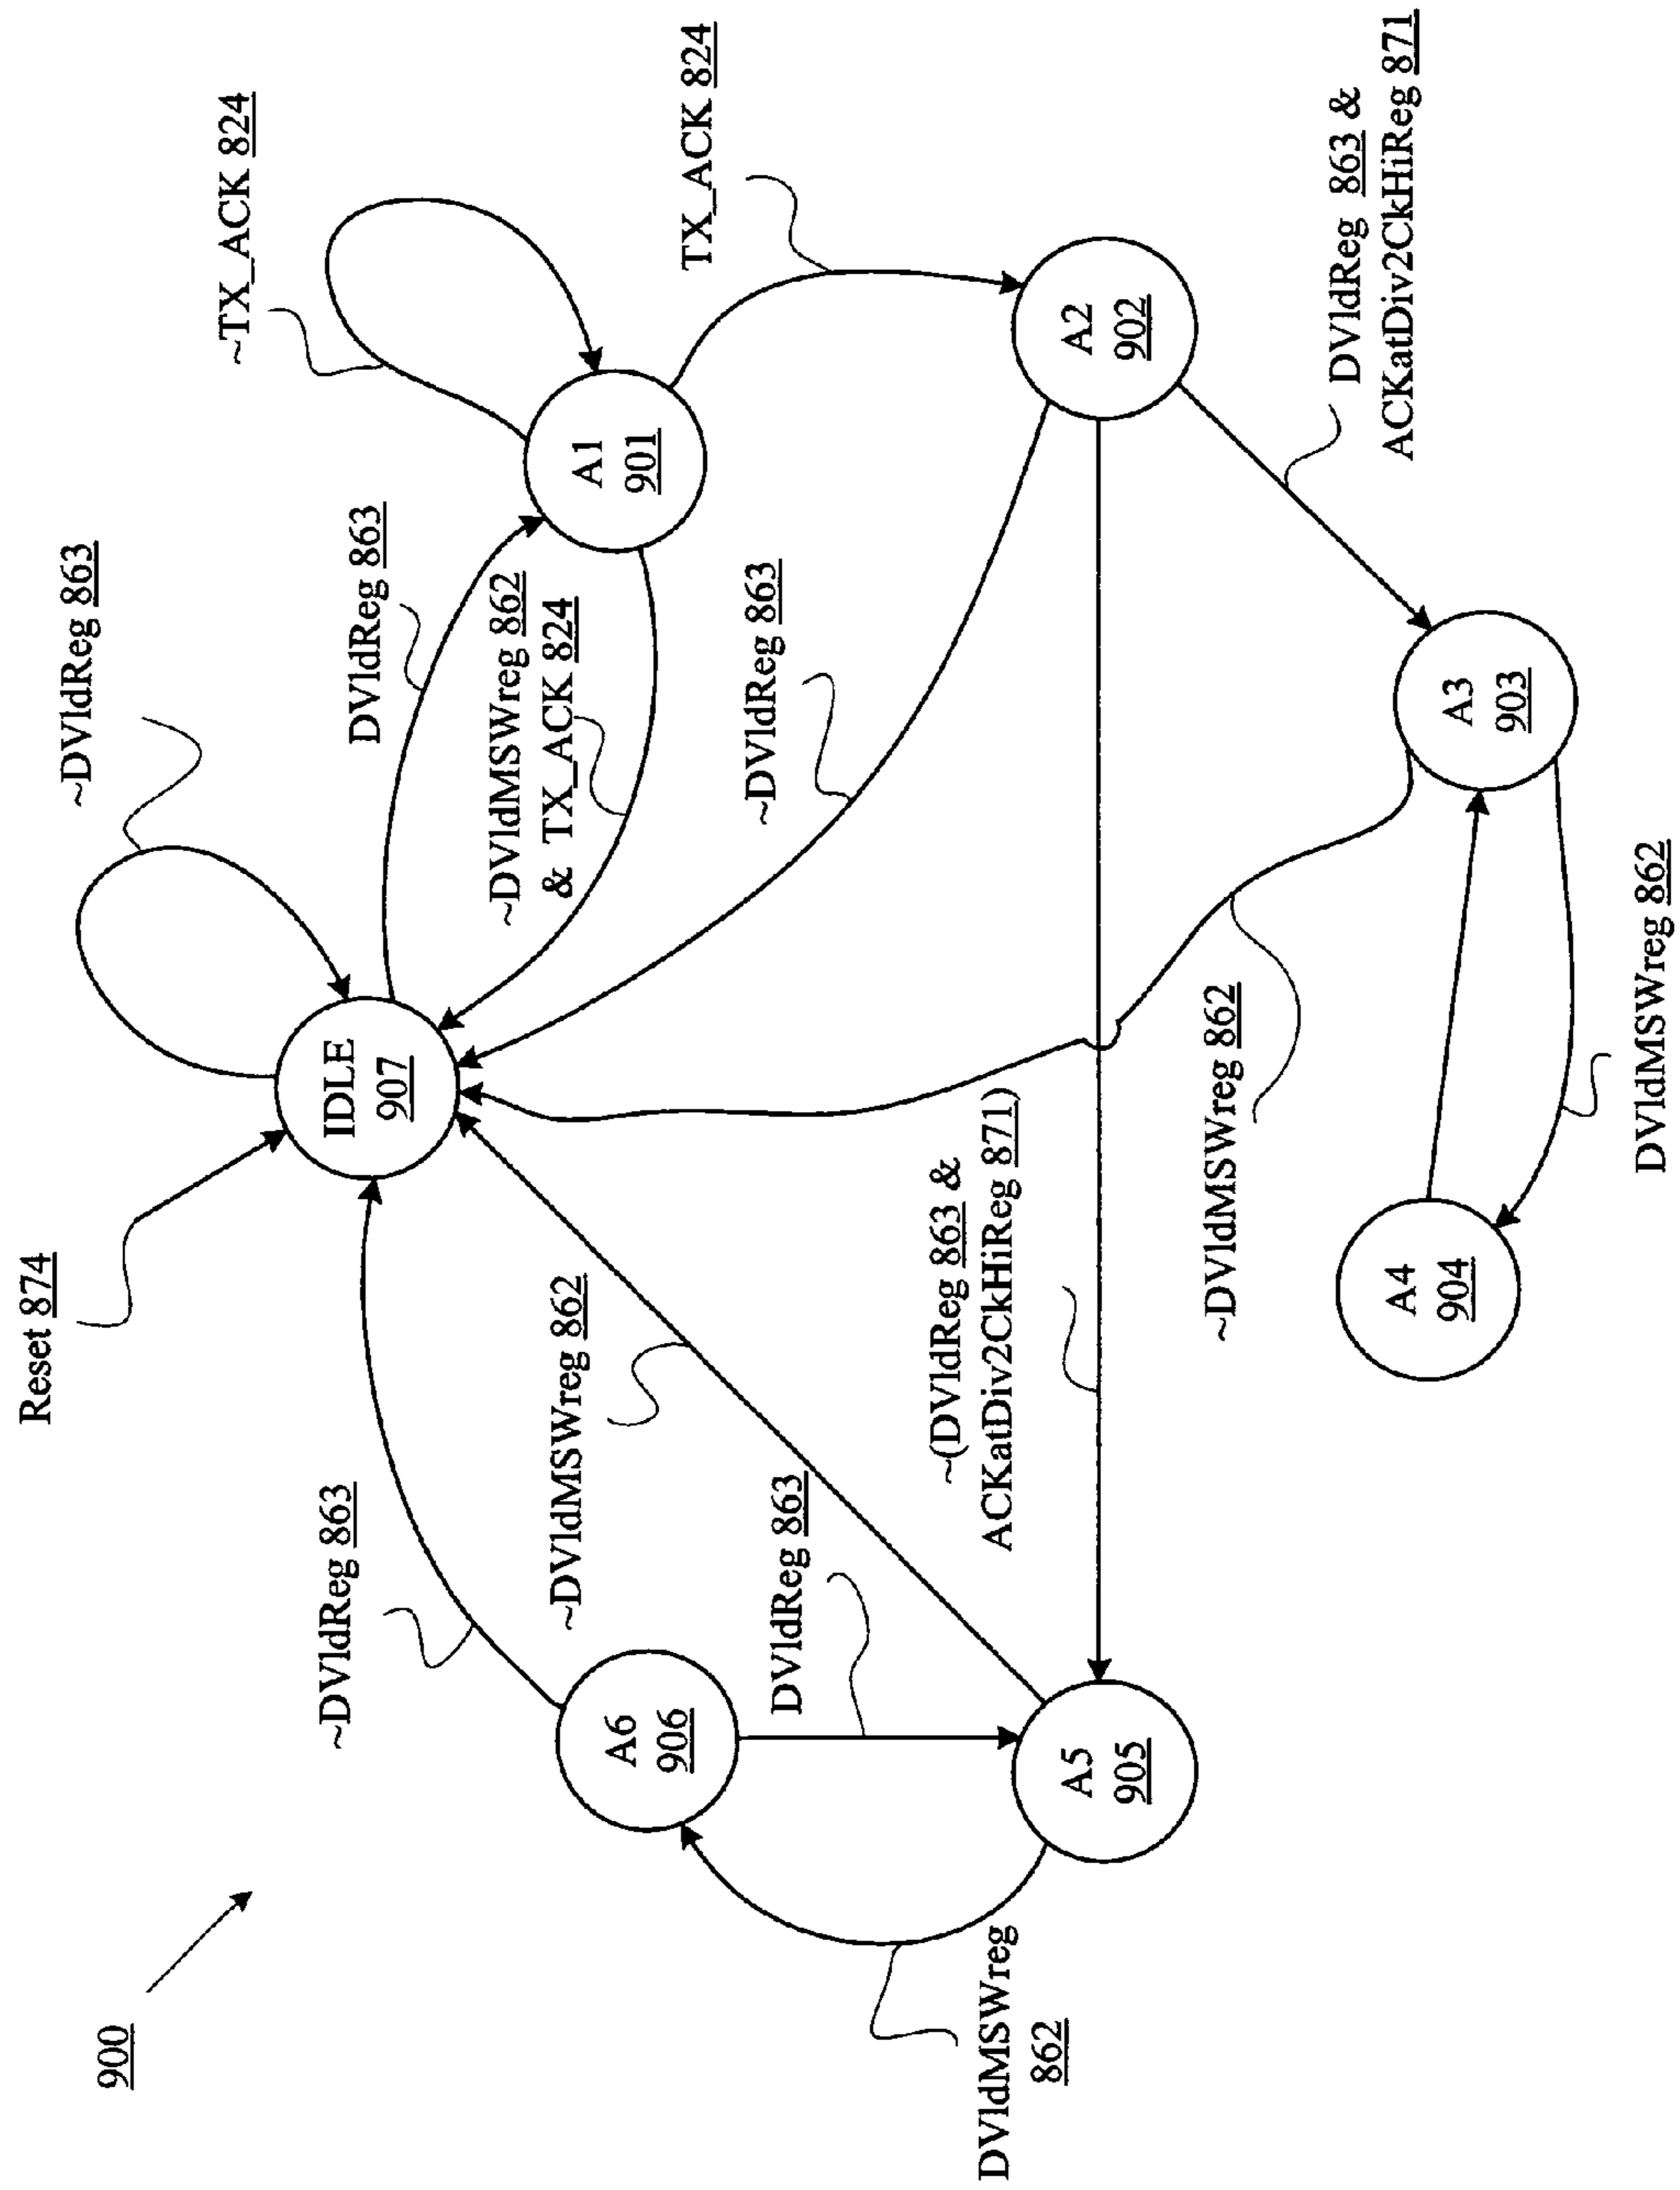 900
Reset 874
~DVldReg 863
~TX_ACK 824
~DVldReg 863
IDLE
907
DVldReg 863
~DVldMSWreg 862
& TX_ACK 824
~DVldMSWreg 862
A1
901
A6
906
TX_ACK 824
DVldReg 863
~DVldReg 863
~(DVldReg 863 &
ACKatDiv2CkHiReg 871)
DVldMSWreg
862
A5
905
A2
902
~DVldMSWreg 862
DVldReg 863 &
ACKatDiv2CkHiReg 871
A4
904
A3
903
DVldMSWreg 862